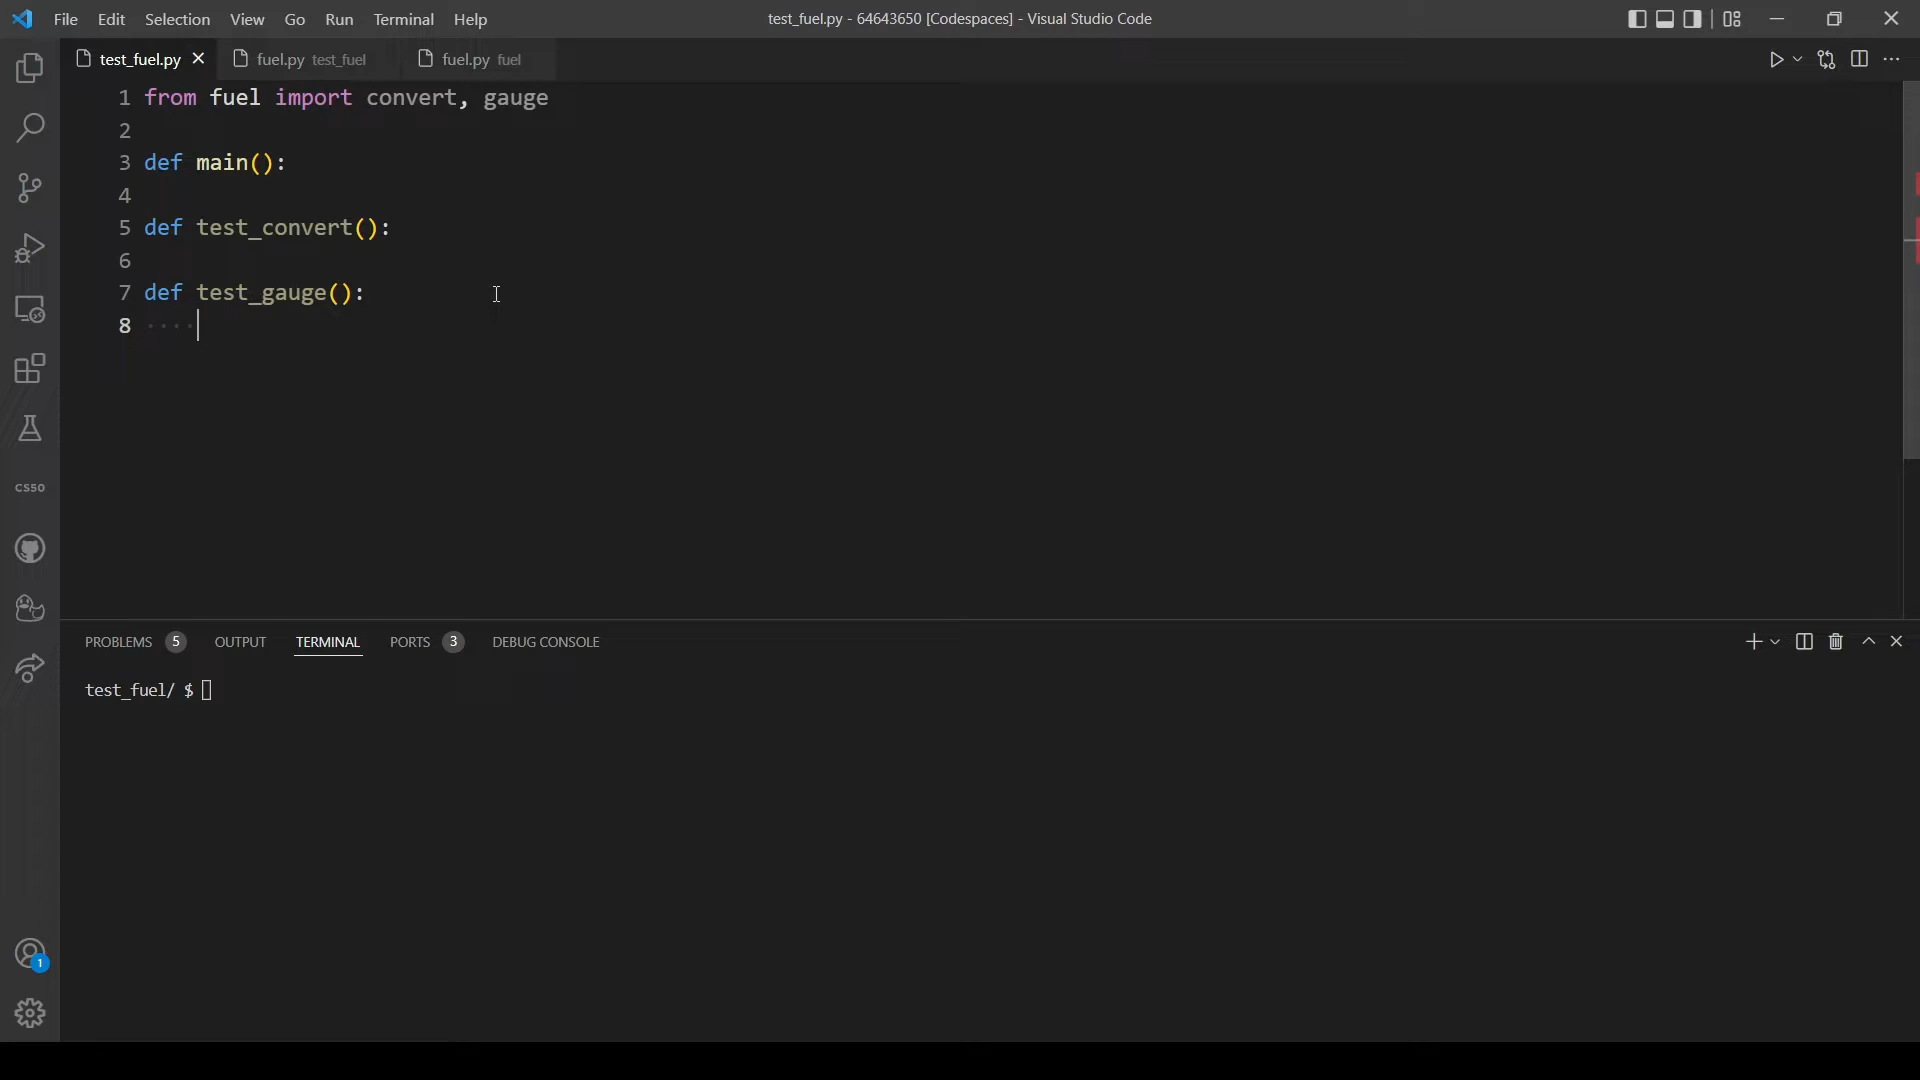 File Edit Selection View Go Run Terminal Help
test_fuel.py - 64643650 [Codespaces] - Visual Studio Code
test_fuel.py fuel.py test_fuel fuel.py fuel
1 from fuel import convert, gauge
2
3 def main():
4
5 def test_convert():
6
7 def test_gauge():
8
CS50
PROBLEMS 5 OUTPUT TERMINAL PORTS 3 DEBUG CONSOLE
test_fuel/ $
1